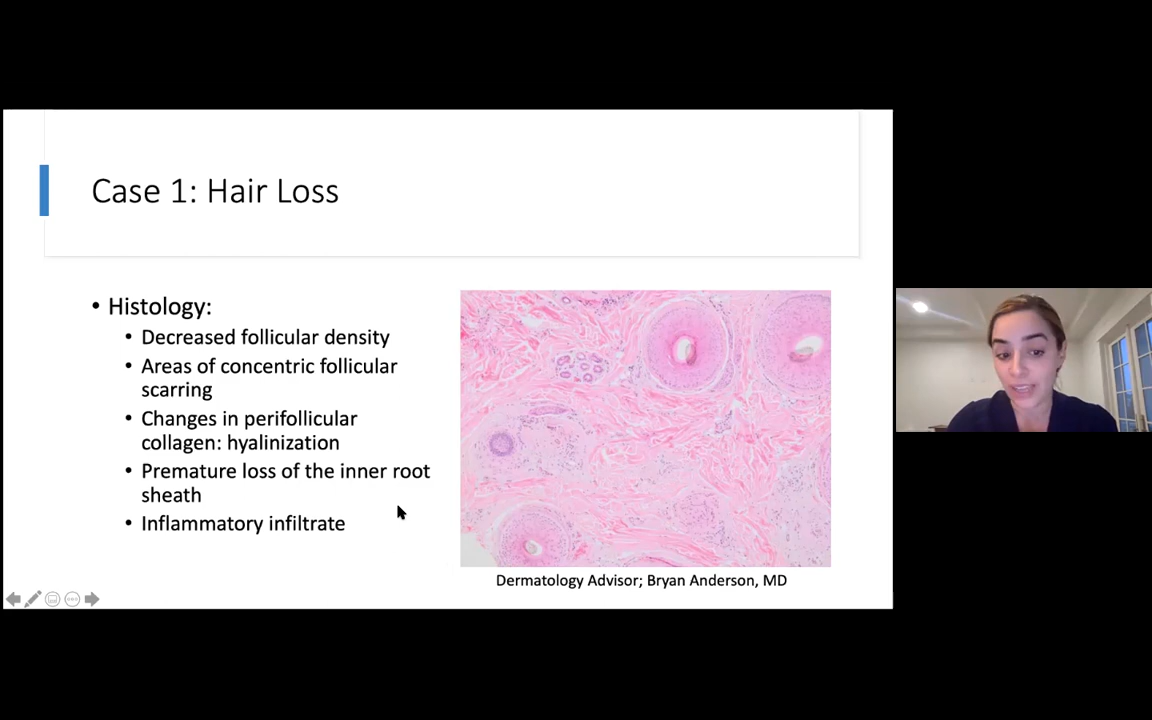 Case 1: Hair Loss
• Histology:
• Decreased follicular density
• Areas of concentric follicular
scarring
• Changes in perifollicular
collagen: hyalinization
• Premature loss of the inner root
sheath
• Inflammatory infiltrate
Dermatology Advisor; Bryan Anderson, MD